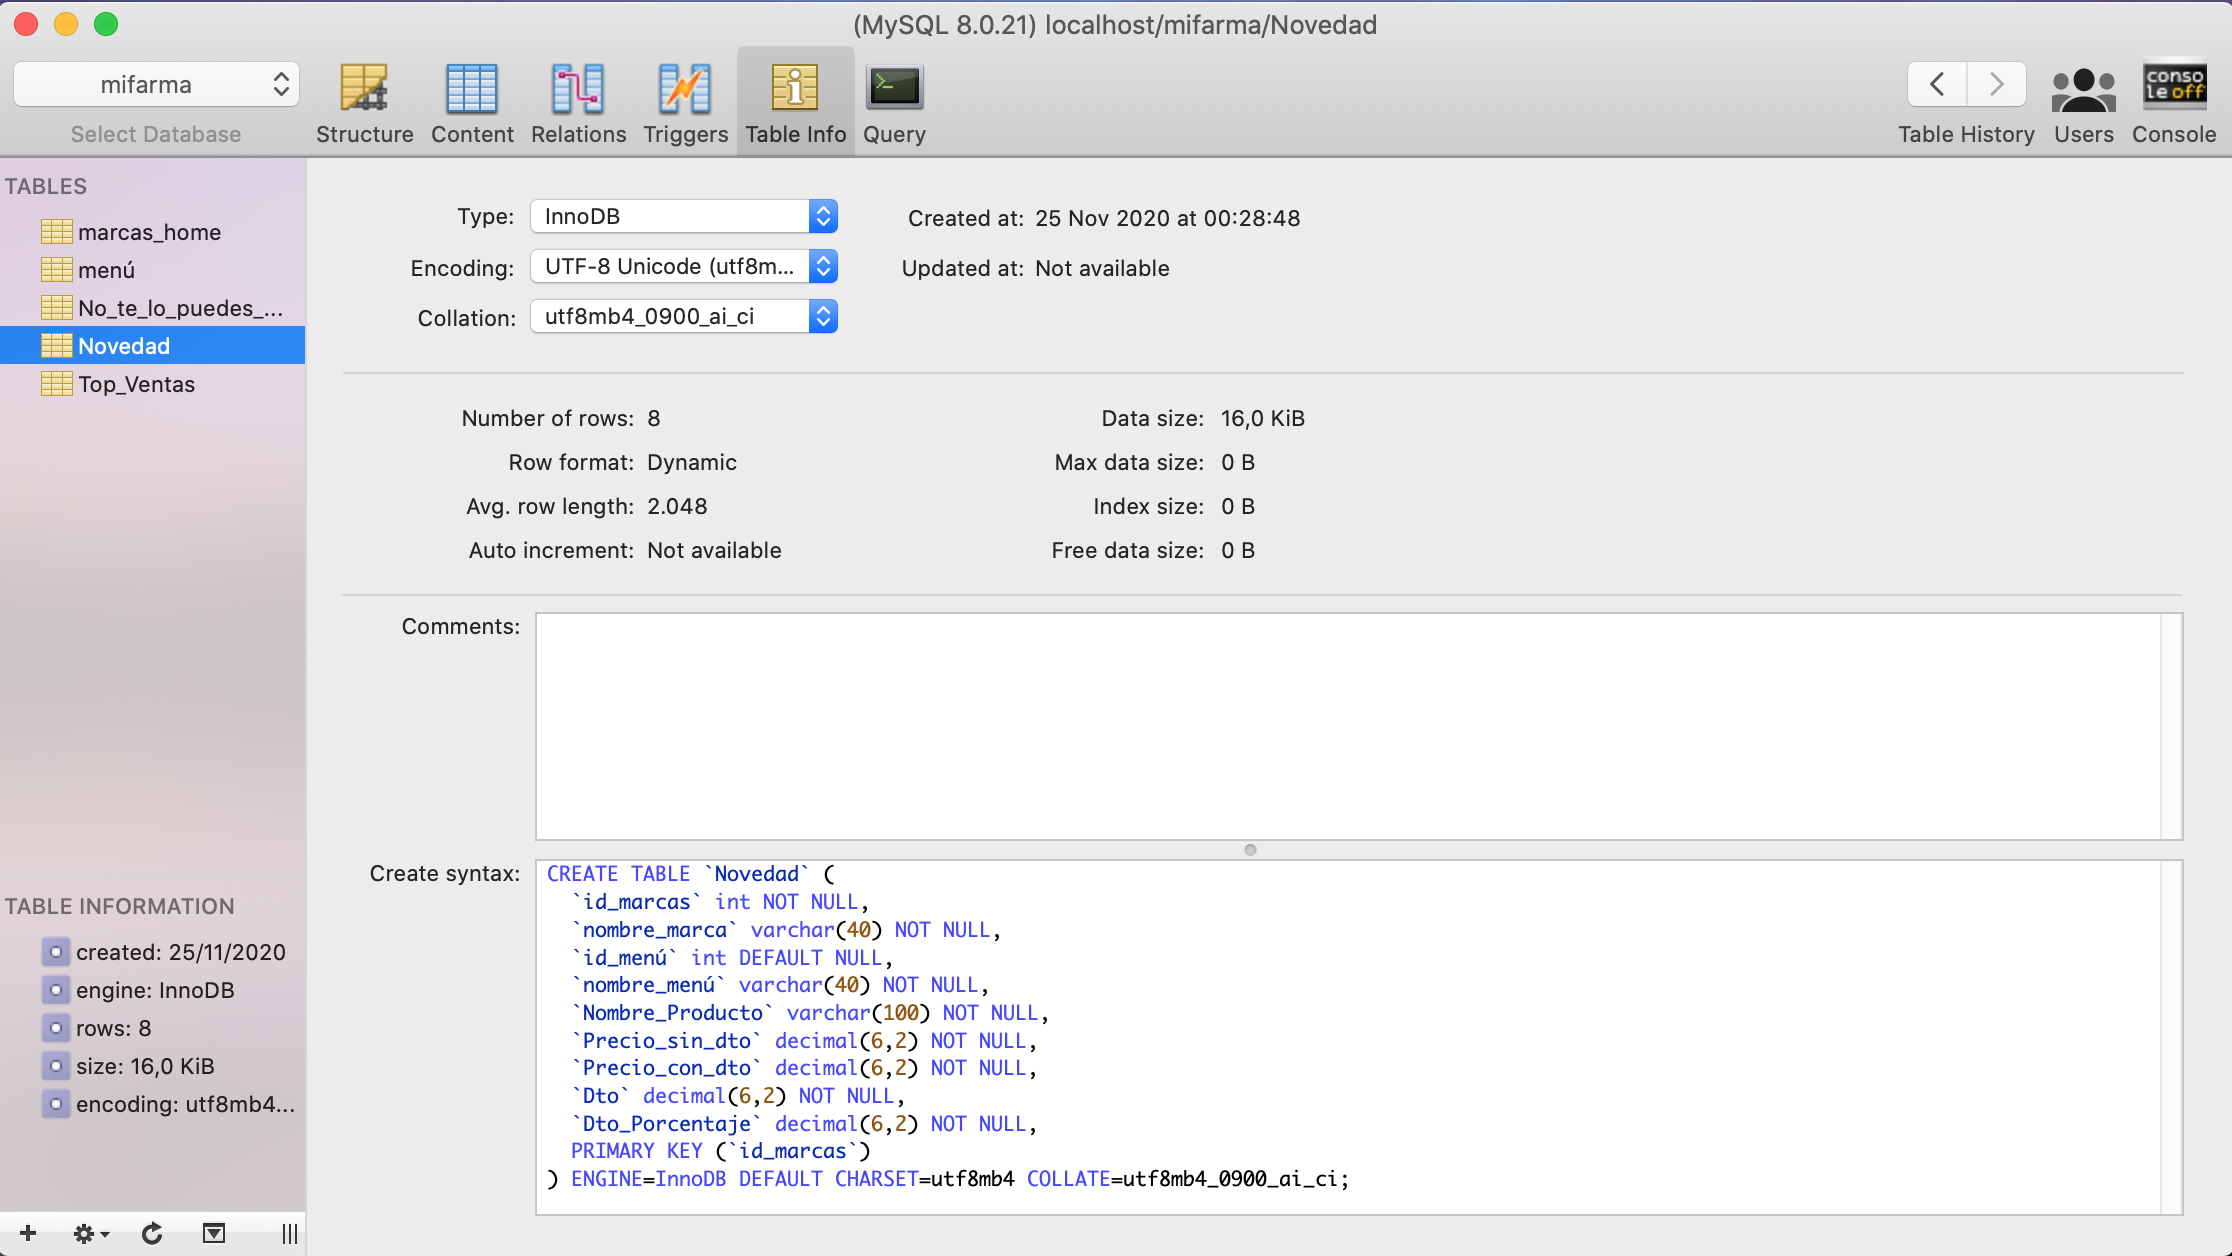 (MySQL 8.0.21) localhost/mifarma/Novedad
mifarma
Select Database
Structure
Content
Relations
Triggers
Table Info
Query
Table History
Users
conso
le off
Console
TABLES
marcas_home
menú
No_te_lo_puedes_...
Novedad
Top_Ventas
Type: InnoDB
Encoding: UTF-8 Unicode (utf8m...
Collation: utf8mb4_0900_ai_ci
Created at: 25 Nov 2020 at 00:28:48
Updated at: Not available
Number of rows: 8
Row format: Dynamic
Avg. row length: 2.048
Auto increment: Not available
Data size: 16,0 KiB
Max data size: 0 B
Index size: 0 B
Free data size: 0 B
Comments:
Create syntax:
CREATE TABLE `Novedad` (
`id_marcas` int NOT NULL,
`nombre_marca` varchar(40) NOT NULL,
`id_menú` int DEFAULT NULL,
`nombre_menú` varchar(40) NOT NULL,
`Nombre_Producto` varchar(100) NOT NULL,
`Precio_sin_dto` decimal(6,2) NOT NULL,
`Precio_con_dto` decimal(6,2) NOT NULL,
`Dto` decimal(6,2) NOT NULL,
`Dto_Porcentaje` decimal(6,2) NOT NULL,
PRIMARY KEY (`id_marcas`)
) ENGINE=InnoDB DEFAULT CHARSET=utf8mb4 COLLATE=utf8mb4_0900_ai_ci;
TABLE INFORMATION
created: 25/11/2020
engine: InnoDB
rows: 8
size: 16,0 KiB
encoding: utf8mb4...